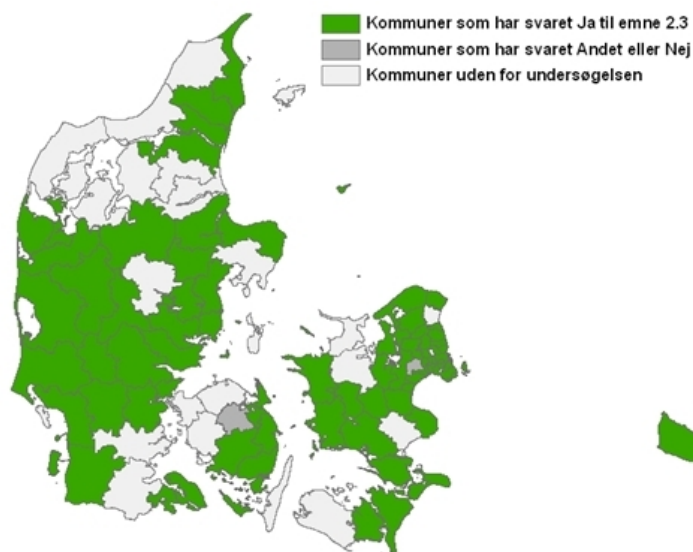 Kommuner som har svaret Ja til emne 2.3
Kommuner som har svaret Andet eller Nej
Kommuner uden for undersøgelsen